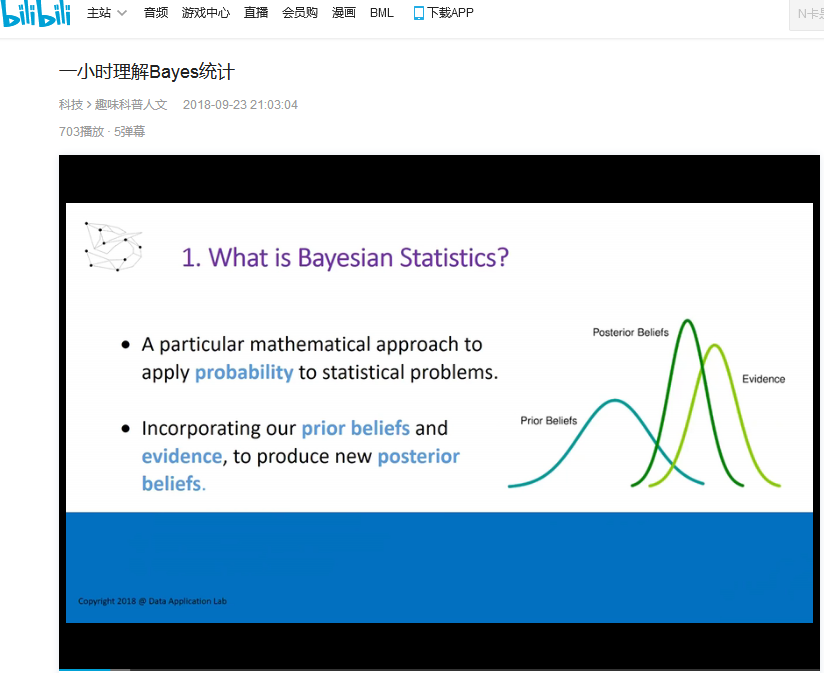 bilibili 主站 音频 游戏中心 直播 会员购 漫画 BML 下载APP N卡
一小时理解Bayes统计
科技 > 趣味科普人文 2018-09-23 21:03:04
703播放 · 5弹幕
1. What is Bayesian Statistics?
Posterior Beliefs
• A particular mathematical approach to
apply probability to statistical problems.
Evidence
Prior Beliefs
• Incorporating our prior beliefs and
evidence, to produce new posterior
beliefs.
Copyright 2018 @ Data Application Lab